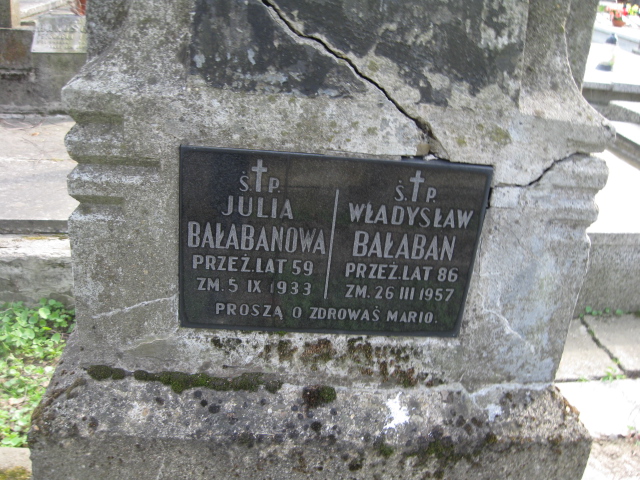 Ś.†P.
JULIA
BAŁABANOWA
PRZEŻ.LAT 59
ZM. 5 IX 1933
Ś.†P.
WŁADYSŁAW
BAŁABAN
PRZEŻ.LAT 86
ZM. 26 III 1957
PROSZĄ O ZDROWAŚ MARIO.